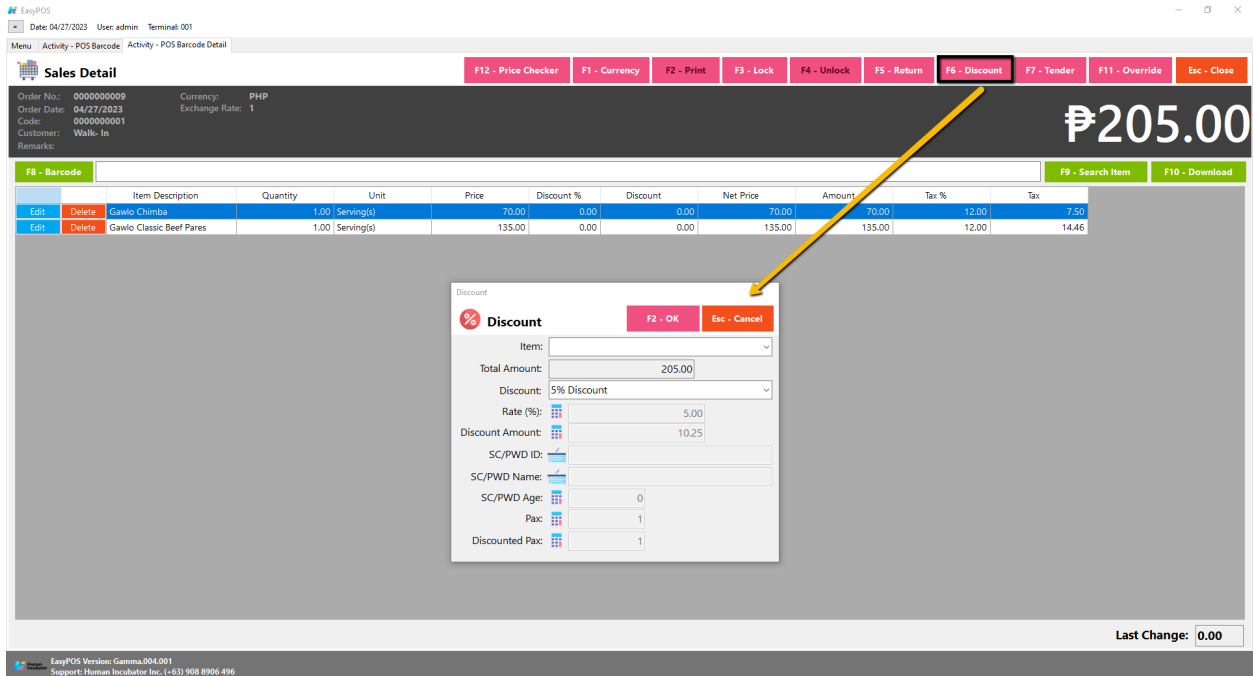 EasyPOS
Date: 04/27/2023 User: admin Terminal: 001
Menu Activity - POS Barcode Activity - POS Barcode Detail
Sales Detail F12 - Price Checker F1 - Currency F2 - Print F3 - Lock F4 - Unlock F5 - Return F6 - Discount F7 - Tender F11 - Override Esc - Close
Order No.: 0000000009 Currency: PHP
Order Date: 04/27/2023 Exchange Rate: 1
Code: 0000000001
Customer: Walk- In
Remarks:
₱205.00
F8 - Barcode F9 - Search Item F10 - Download
Item Description Quantity Unit Price Discount % Discount Net Price Amount Tax % Tax
Edit Delete Gawlo Chimba 1.00 Serving(s) 70.00 0.00 0.00 70.00 70.00 12.00 7.50
Edit Delete Gawlo Classic Beef Pares 1.00 Serving(s) 135.00 0.00 0.00 135.00 135.00 12.00 14.46
Discount
% Discount F2 - OK Esc - Cancel
Item:
Total Amount: 205.00
Discount: 5% Discount
Rate (%): 5.00
Discount Amount: 10.25
SC/PWD ID:
SC/PWD Name:
SC/PWD Age: 0
Pax: 1
Discounted Pax: 1
Last Change: 0.00
Human Incubator
EasyPOS Version: Gamma.004.001
Support: Human Incubator Inc. (+63) 908 8906 496